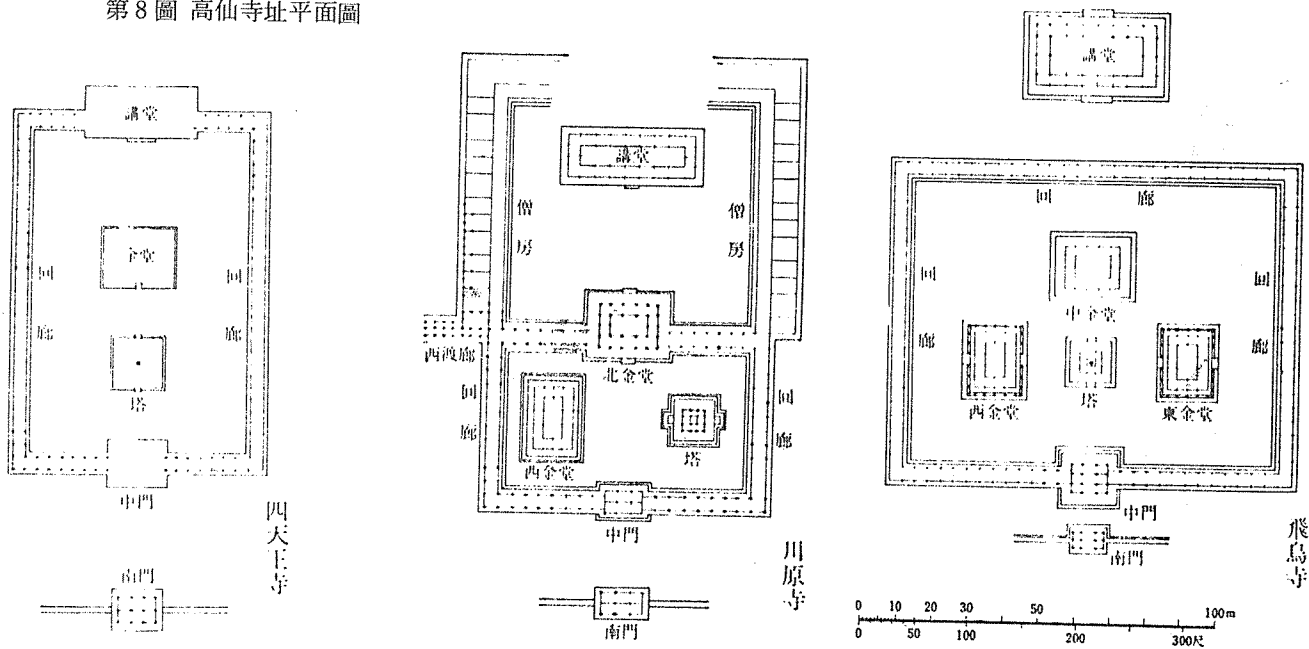 第8圖 高仙寺址平面圖
講堂
金堂
回廊
回廊
塔
中門
南門
四天王寺
講堂
僧房
僧房
西渡廊
北金堂
回廊
回廊
西金堂
塔
中門
南門
川原寺
講堂
回廊
回廊
回廊
中金堂
西金堂
塔
東金堂
中門
南門
飛鳥寺
0 10 20 30 50 100m
0 50 100 200 300尺